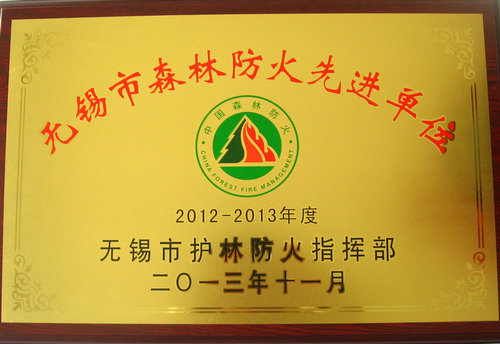 无锡市森林防火先进单位
中国森林防火
CHINA FOREST FIRE MANAGEMENT
2012-2013年度
无锡市护林防火指挥部
二〇一三年十一月